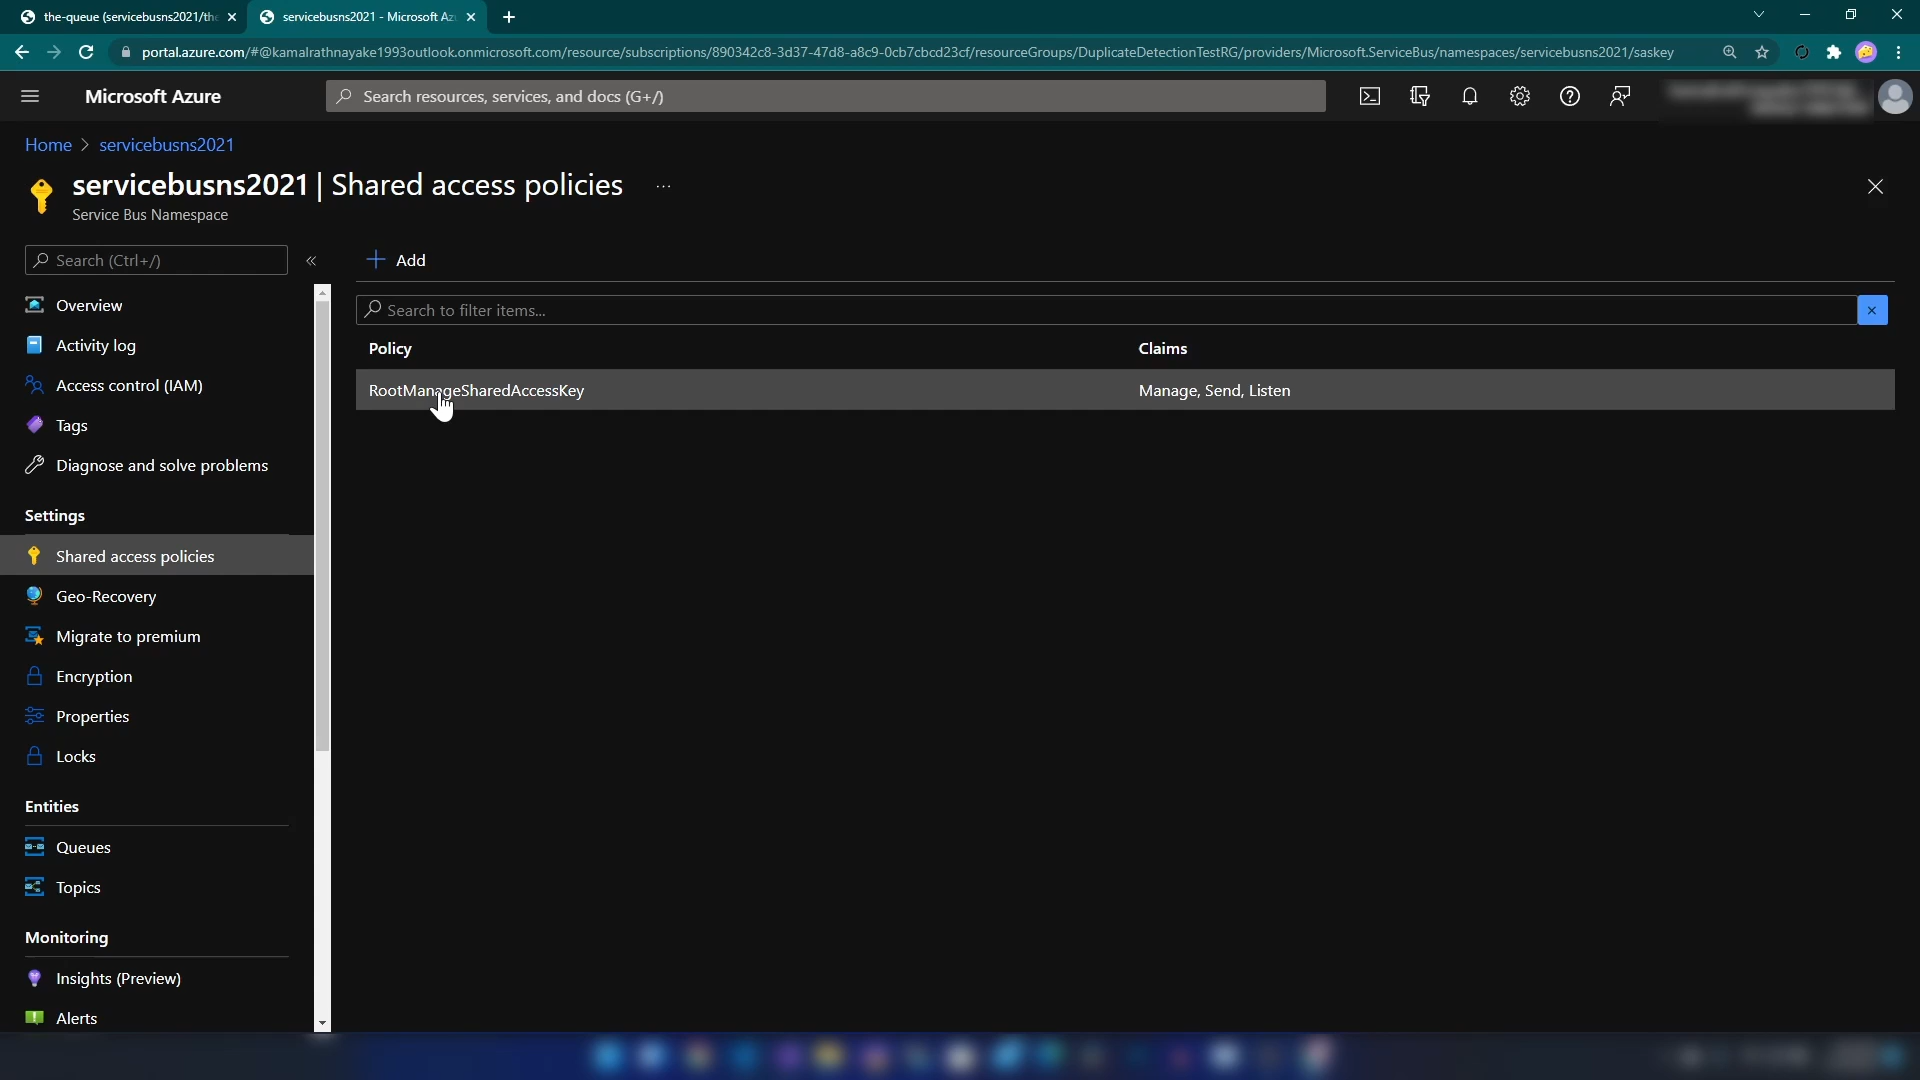 the-queue (servicebusns2021/the
servicebusns2021 - Microsoft Az
portal.azure.com/#@kamalrathnayake1993outlook.onmicrosoft.com/resource/subscriptions/890342c8-3d37-47d8-a8c9-0cb7cbcd23cf/resourceGroups/DuplicateDetectionTestRG/providers/Microsoft.ServiceBus/namespaces/servicebusns2021/saskey
Microsoft Azure
Search resources, services, and docs (G+/)
Home > servicebusns2021
servicebusns2021 | Shared access policies ...
Service Bus Namespace
Search (Ctrl+/)
Add
Overview
Search to filter items...
Activity log
Policy Claims
Access control (IAM)
RootManageSharedAccessKey Manage, Send, Listen
Tags
Diagnose and solve problems
Settings
Shared access policies
Geo-Recovery
Migrate to premium
Encryption
Properties
Locks
Entities
Queues
Topics
Monitoring
Insights (Preview)
Alerts